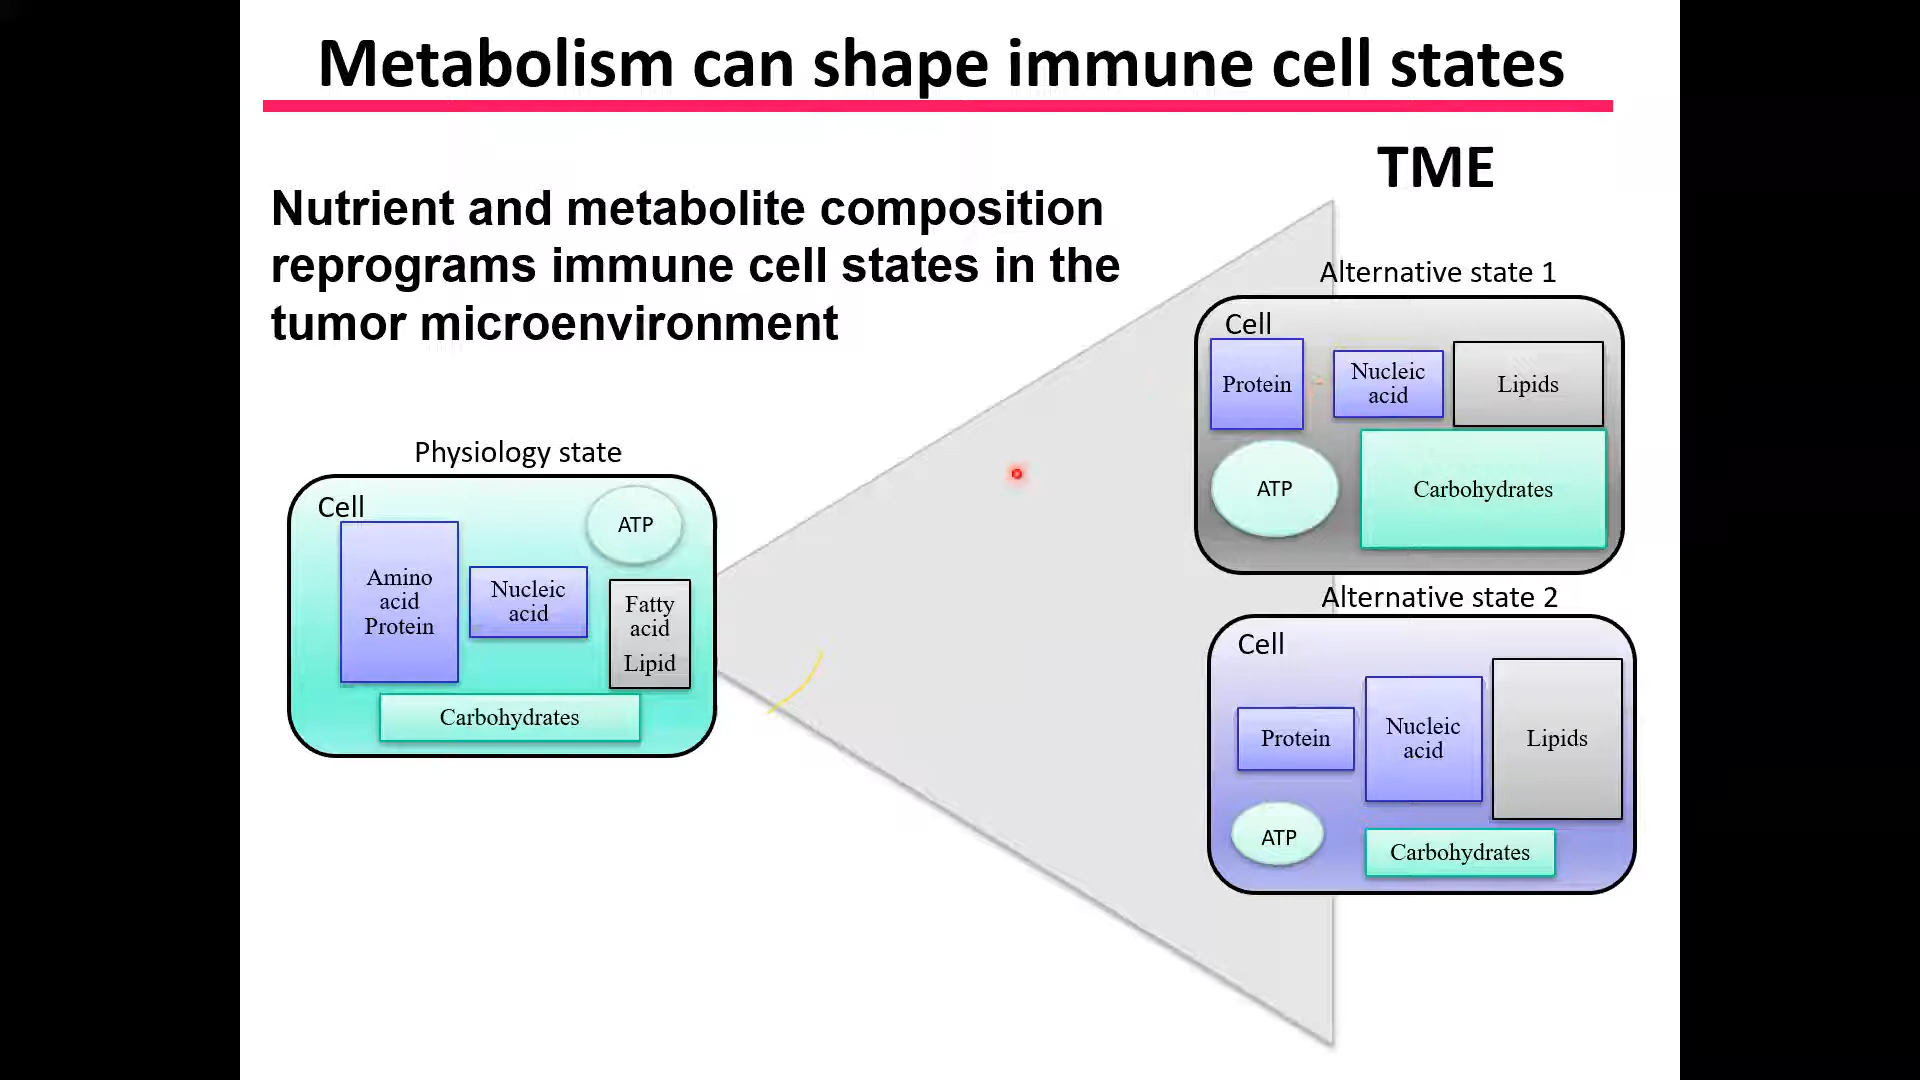 Metabolism can shape immune cell states
TME
Nutrient and metabolite composition
reprograms immune cell states in the
tumor microenvironment
Physiology state
Cell
ATP
Amino
acid
Protein
Nucleic
acid
Fatty
acid
Lipid
Carbohydrates
Alternative state 1
Cell
Protein
Nucleic
acid
Lipids
ATP
Carbohydrates
Alternative state 2
Cell
Protein
Nucleic
acid
Lipids
ATP
Carbohydrates